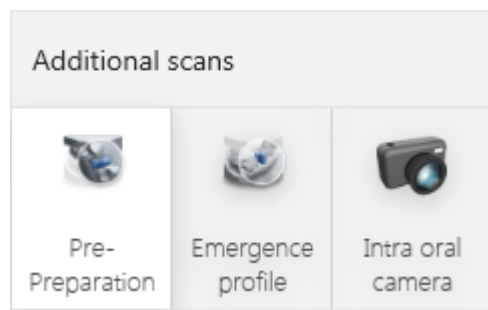 Additional scans
Pre-
Preparation
Emergence
profile
Intra oral
camera